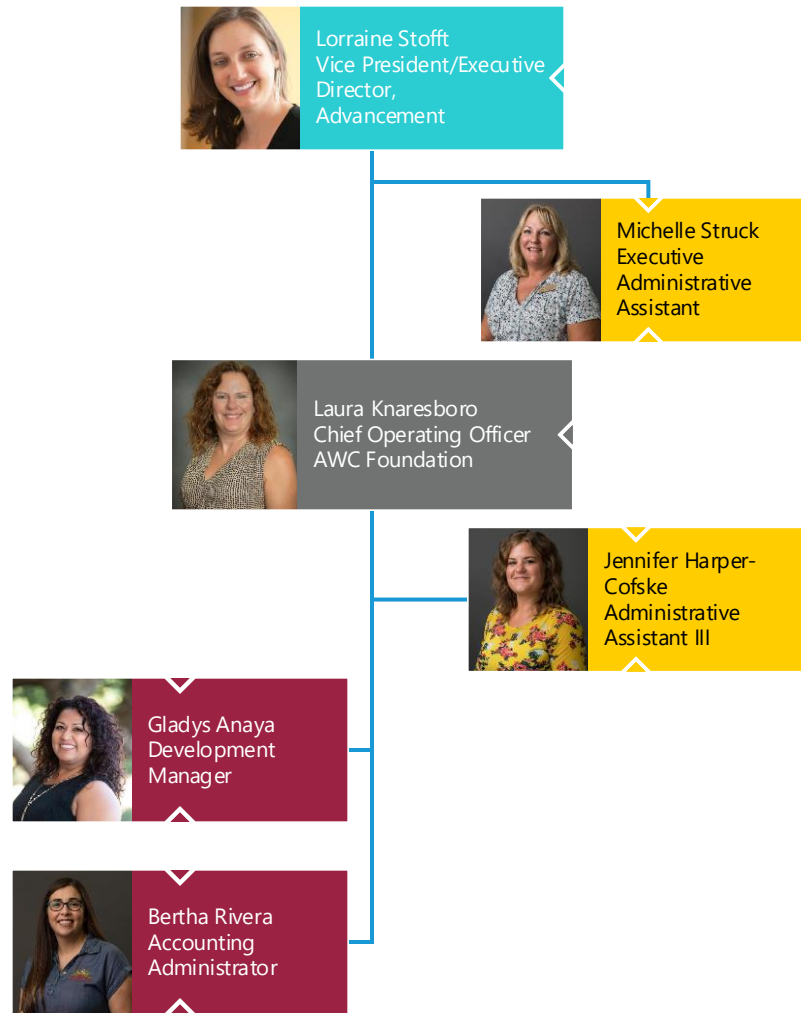 Lorraine Stofft
Vice President/Executive
Director,
Advancement
Michelle Struck
Executive
Administrative
Assistant
Laura Knaresboro
Chief Operating Officer
AWC Foundation
Jennifer Harper-
Cofske
Administrative
Assistant III
Gladys Anaya
Development
Manager
Bertha Rivera
Accounting
Administrator